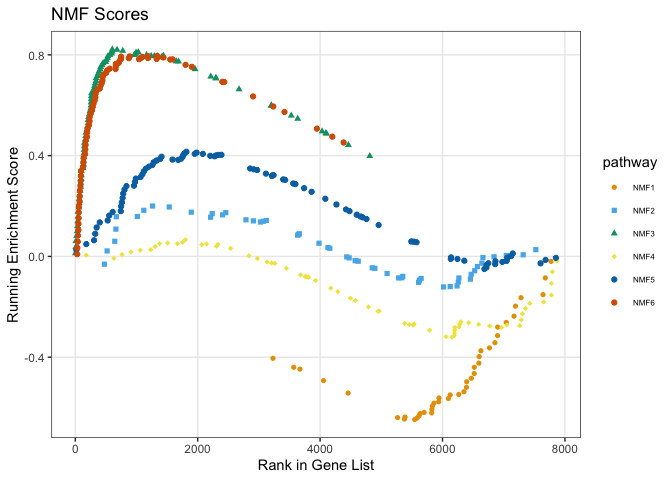 NMF Scores
Running Enrichment Score
0.8
0.4
0.0
-0.4
0
2000
4000
6000
8000
Rank in Gene List
pathway
NMF1
NMF2
NMF3
NMF4
NMF5
NMF6